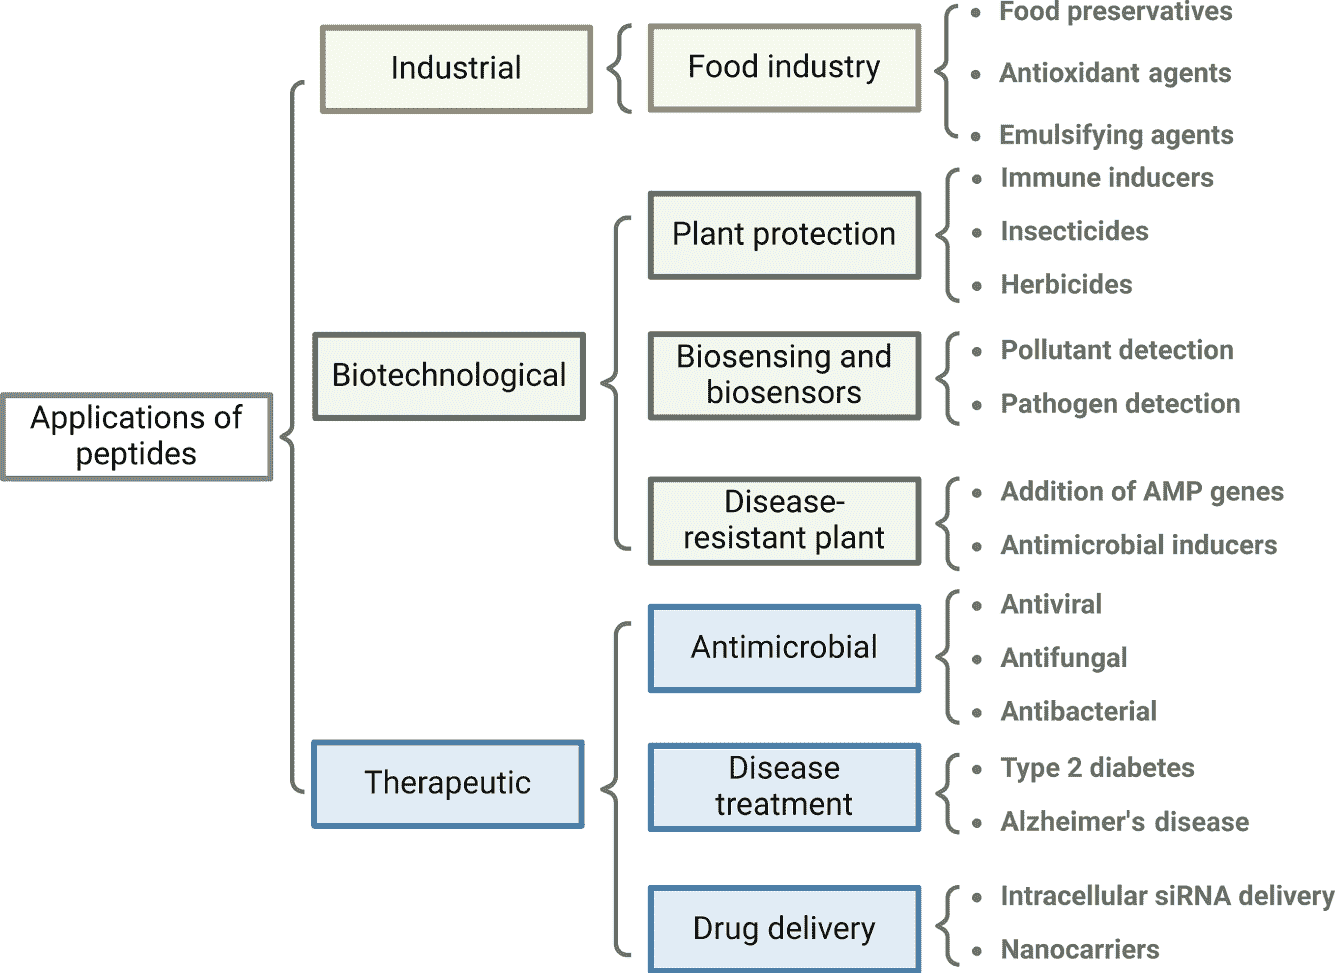 Applications of
peptides
Industrial
Food industry
• Food preservatives
• Antioxidant agents
• Emulsifying agents
Biotechnological
Plant protection
• Immune inducers
• Insecticides
• Herbicides
Biosensing and
biosensors
• Pollutant detection
• Pathogen detection
Disease-
resistant plant
• Addition of AMP genes
• Antimicrobial inducers
Therapeutic
Antimicrobial
• Antiviral
• Antifungal
• Antibacterial
Disease
treatment
• Type 2 diabetes
• Alzheimer's disease
Drug delivery
• Intracellular siRNA delivery
• Nanocarriers